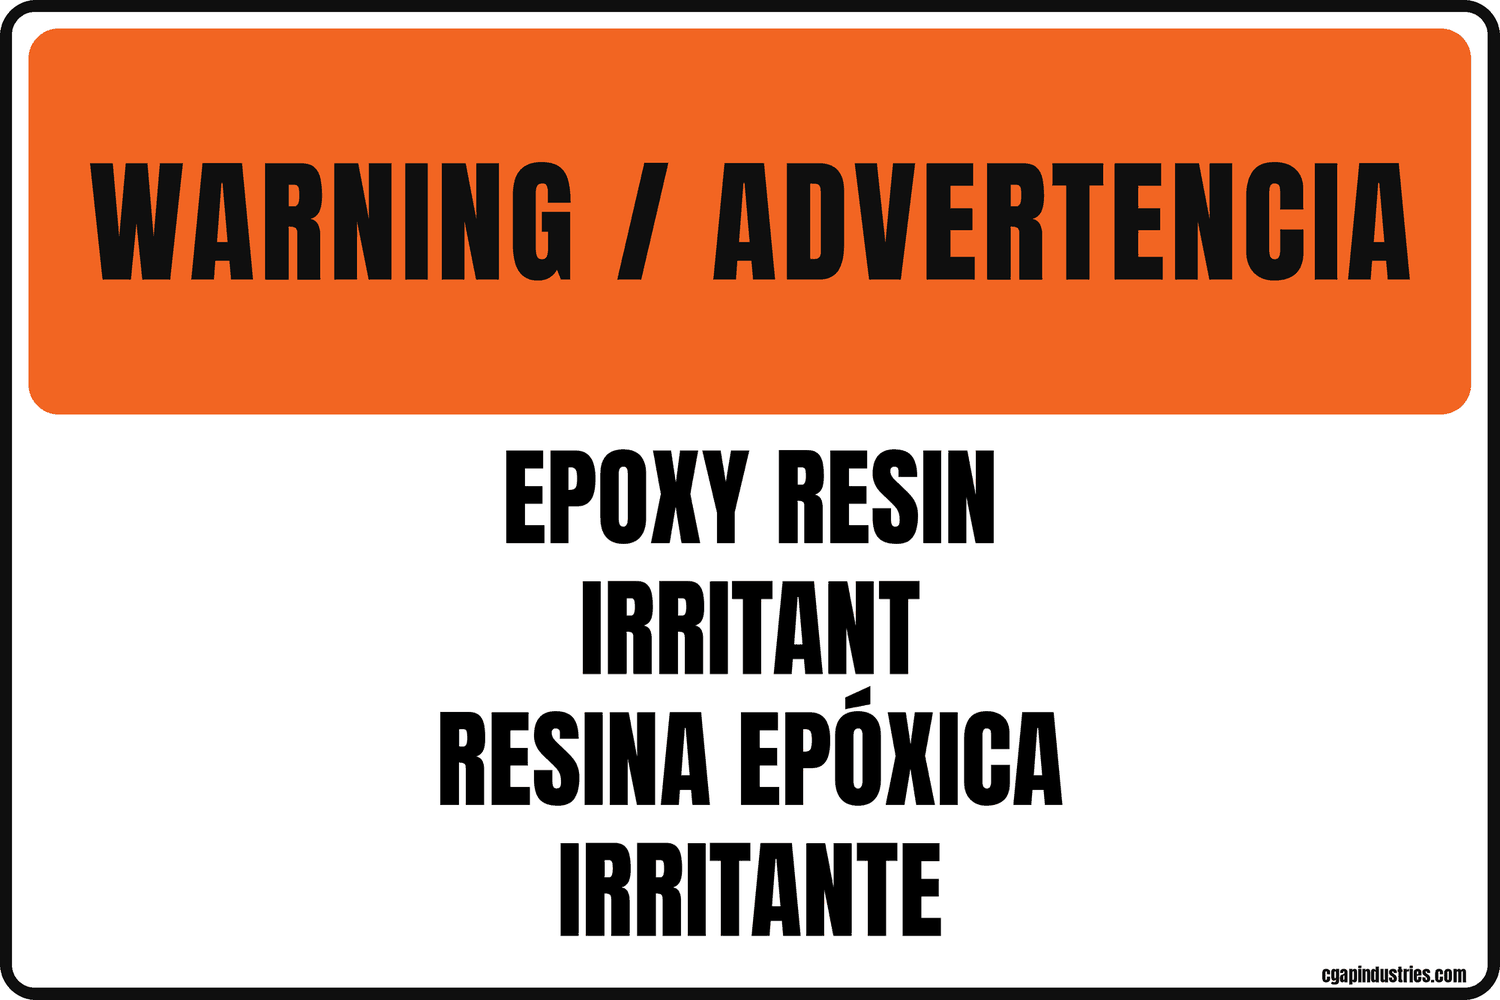 WARNING / ADVERTENCIA
EPOXY RESIN
IRRITANT
RESINA EPÓXICA
IRRITANTE
cgapindustries.com